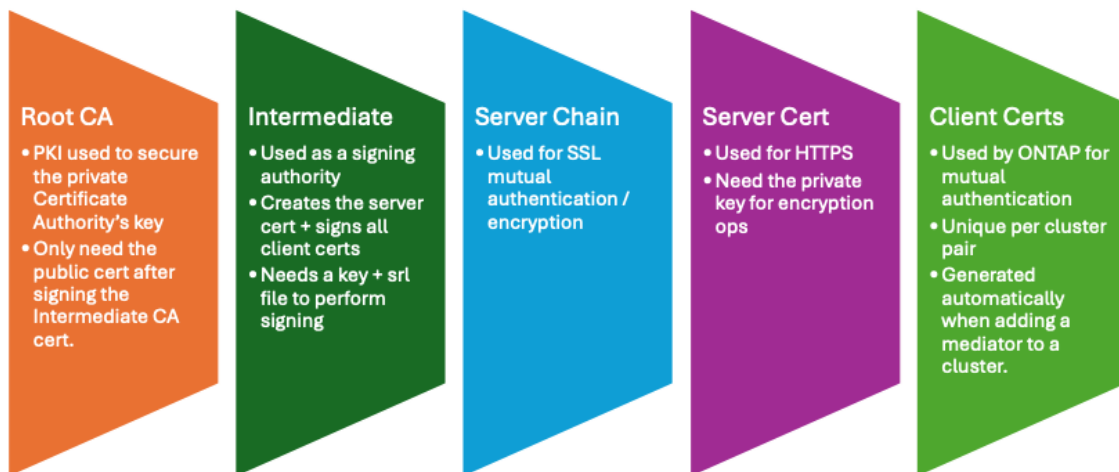 Root CA
• PKI used to secure
the private
Certificate
Authority's key
• Only need the
public cert after
signing the
Intermediate CA
cert.
Intermediate
• Used as a signing
authority
• Creates the server
cert + signs all
client certs
• Needs a key + srl
file to perform
signing
Server Chain
• Used for SSL
mutual
authentication /
encryption
Server Cert
• Used for HTTPS
• Need the private
key for encryption
ops
Client Certs
• Used by ONTAP for
mutual
authentication
• Unique per cluster
pair
• Generated
automatically
when adding a
mediator to a
cluster.